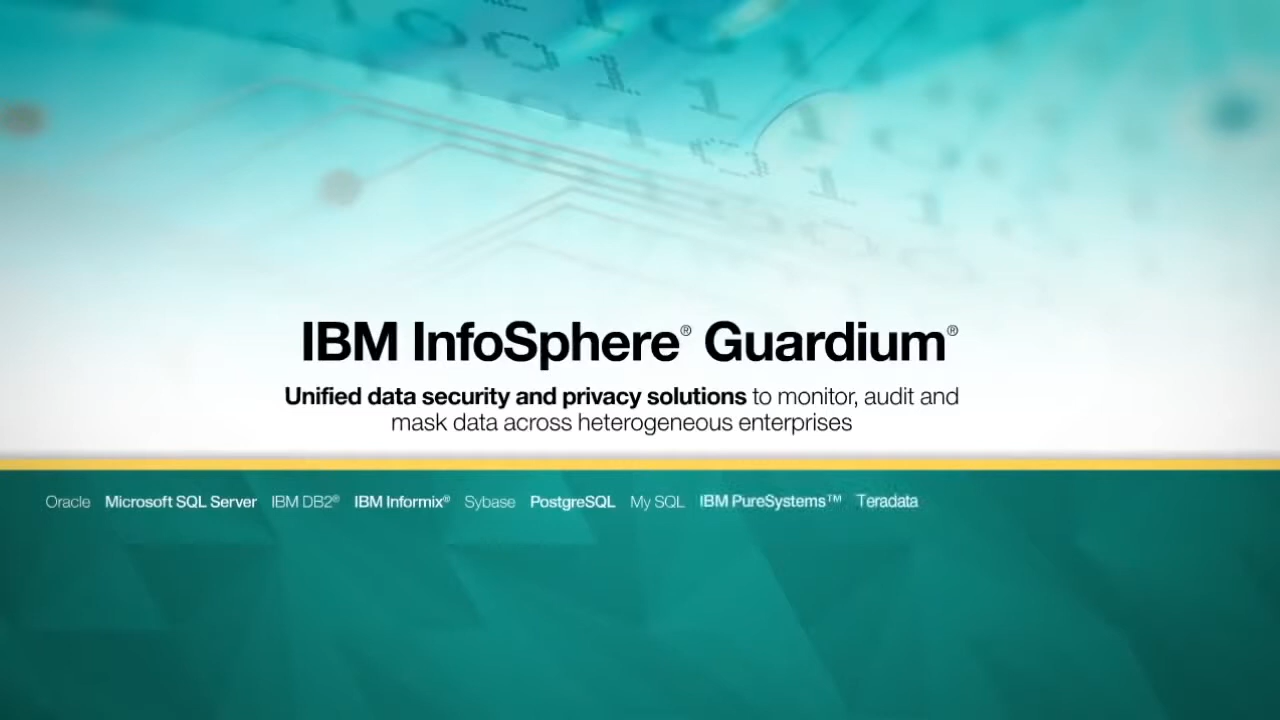 IBM InfoSphere® Guardium®
Unified data security and privacy solutions to monitor, audit and
mask data across heterogeneous enterprises
Oracle Microsoft SQL Server IBM DB2® IBM Informix® Sybase PostgreSQL My SQL IBM PureSystems™ Teradata